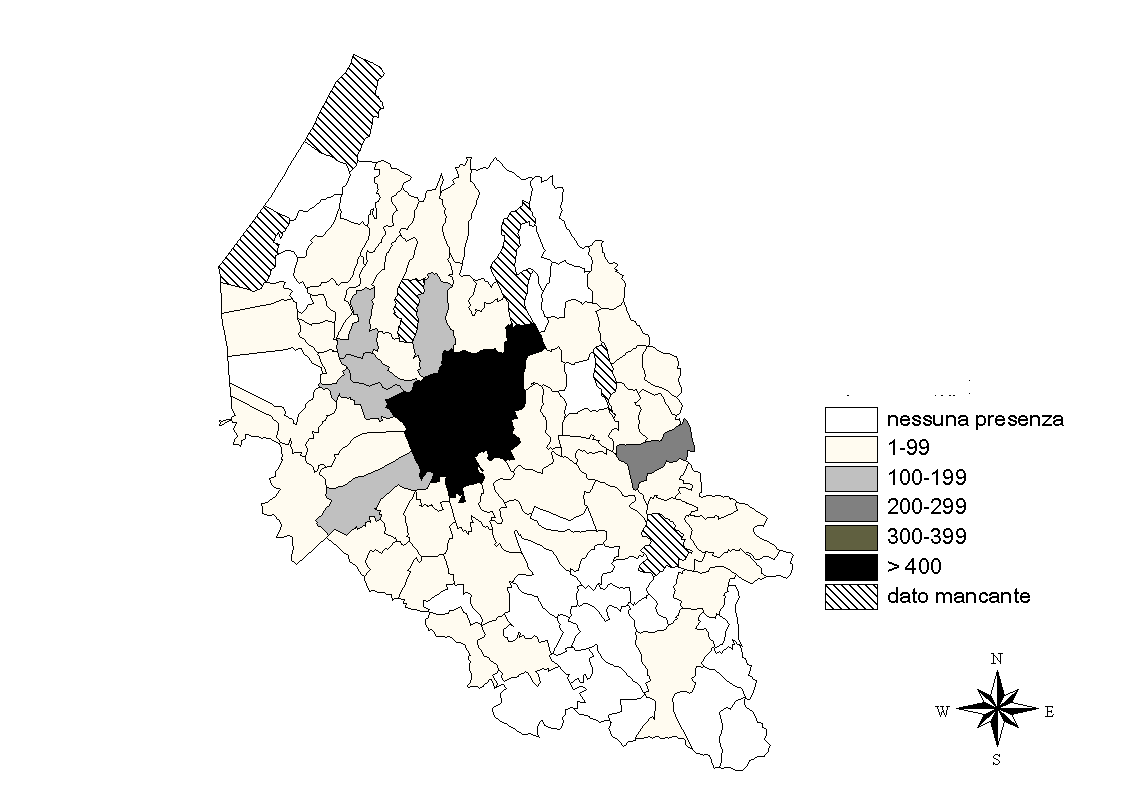 nessuna presenza
1-99
100-199
200-299
300-399
> 400
dato mancante
N
W E
S